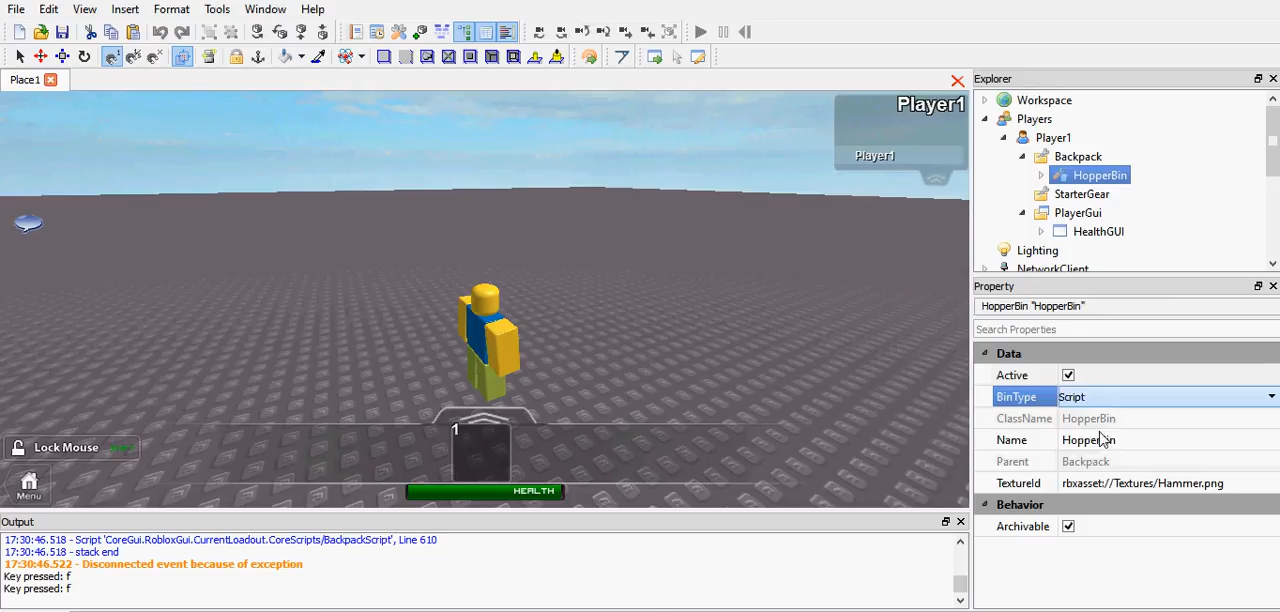 File Edit View Insert Format Tools Window Help
Place1
Player1
Player1
Lock Mouse
Menu
1
HEALTH
Output
17:30:46.518 - Script 'CoreGui.RobloxGui.CurrentLoadout.CoreScripts/BackpackScript', Line 610
17:30:46.518 - stack end
17:30:46.522 - Disconnected event because of exception
Key pressed: f
Key pressed: f
Explorer
Workspace
Players
Player1
Backpack
HopperBin
StarterGear
PlayerGui
HealthGUI
Lighting
NetworkClient
Property
HopperBin "HopperBin"
Search Properties
Data
Active
BinType Script
ClassName HopperBin
Name HopperBin
Parent Backpack
TextureId rbxasset://Textures/Hammer.png
Behavior
Archivable